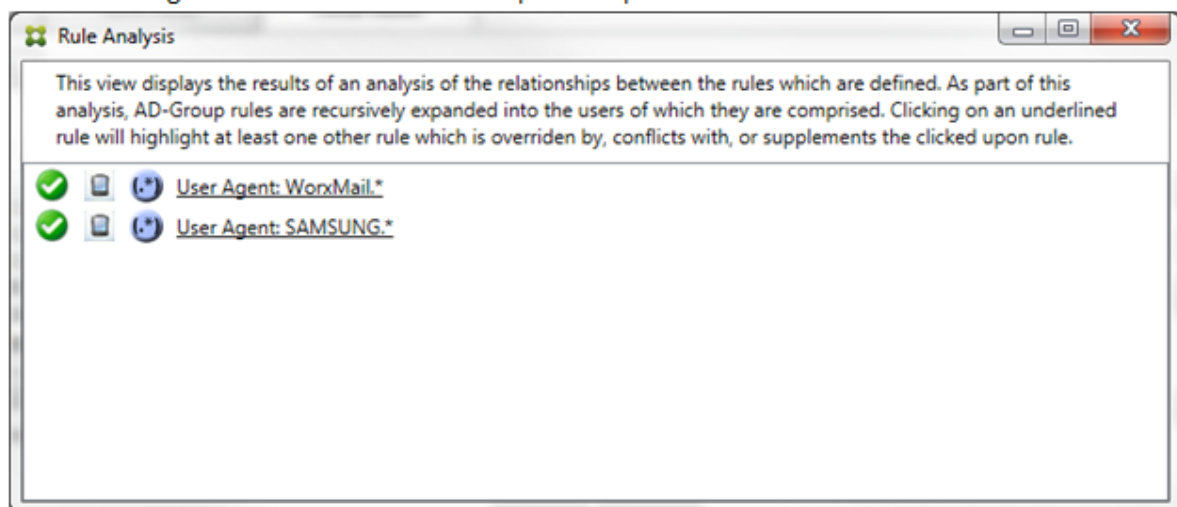 Rule Analysis
This view displays the results of an analysis of the relationships between the rules which are defined. As part of this
analysis, AD-Group rules are recursively expanded into the users of which they are comprised. Clicking on an underlined
rule will highlight at least one other rule which is overriden by, conflicts with, or supplements the clicked upon rule.
(.*) User Agent: WorxMail.*
(.*) User Agent: SAMSUNG.*